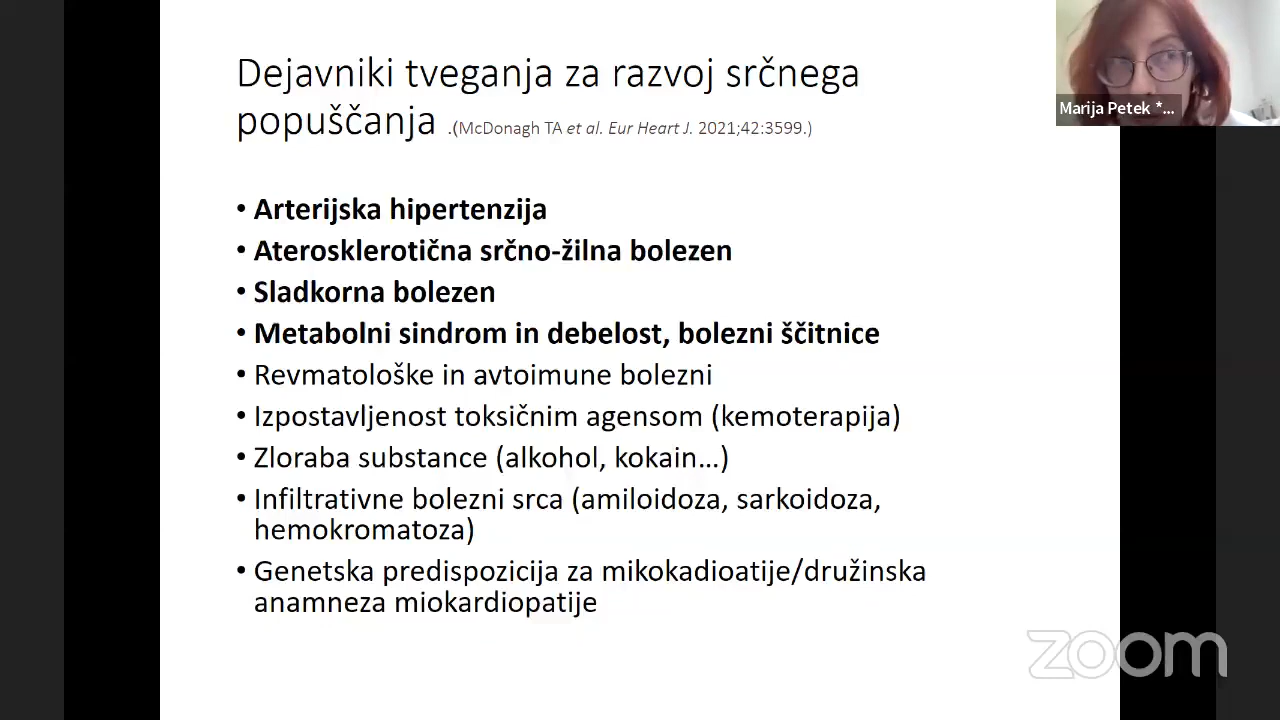 Dejavniki tveganja za razvoj srčnega
popuščanja .(McDonagh TA et al. Eur Heart J. 2021;42:3599.)
• Arterijska hipertenzija
• Aterosklerotična srčno-žilna bolezen
• Sladkorna bolezen
• Metabolni sindrom in debelost, bolezni ščitnice
• Revmatološke in avtoimune bolezni
• Izpostavljenost toksičnim agensom (kemoterapija)
• Zloraba substance (alkohol, kokain...)
• Infiltrativne bolezni srca (amiloidoza, sarkoidoza,
hemokromatoza)
• Genetska predispozicija za mikokadioatije/družinska
anamneza miokardiopatije
Marija Petek *...
zoom